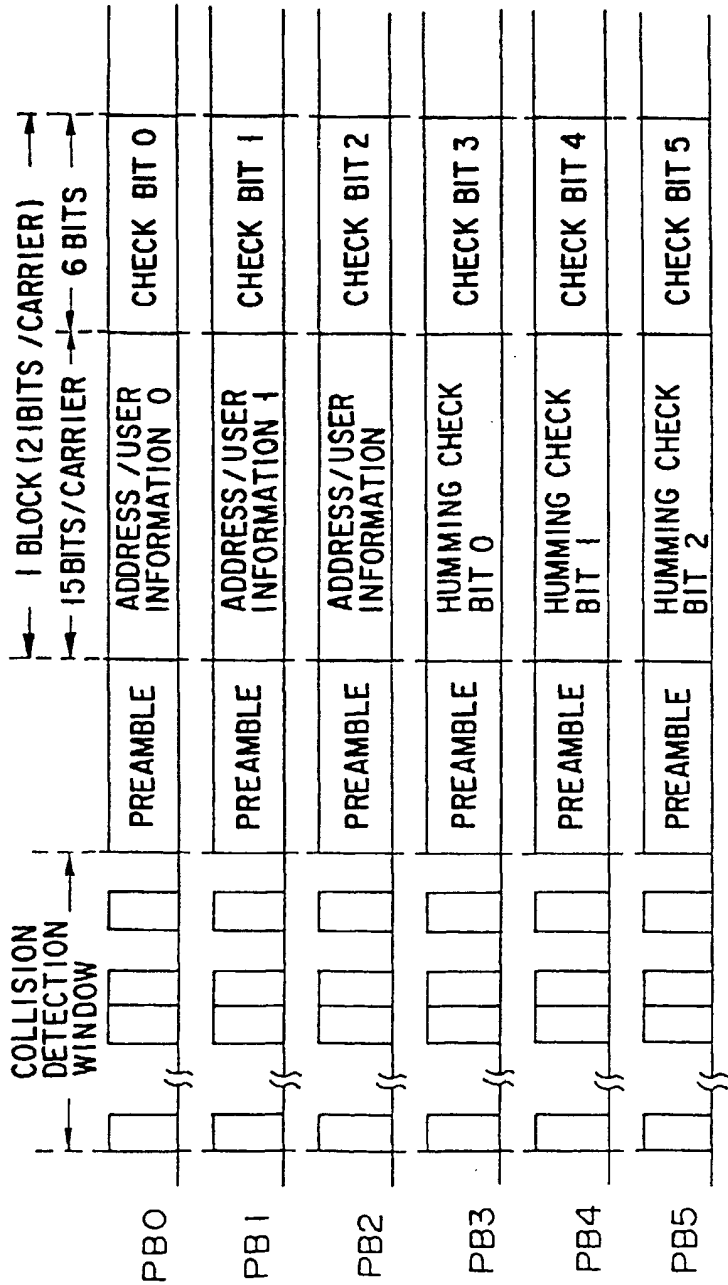 COLLISION
DETECTION
WINDOW
1 BLOCK (21BITS/CARRIER)
15BITS/CARRIER
6 BITS
PB0
PREAMBLE
ADDRESS/USER
INFORMATION 0
CHECK BIT 0
PB1
PREAMBLE
ADDRESS/USER
INFORMATION 1
CHECK BIT 1
PB2
PREAMBLE
ADDRESS/USER
INFORMATION
CHECK BIT 2
PB3
PREAMBLE
HUMMING CHECK
BIT 0
CHECK BIT 3
PB4
PREAMBLE
HUMMING CHECK
BIT 1
CHECK BIT 4
PB5
PREAMBLE
HUMMING CHECK
BIT 2
CHECK BIT 5